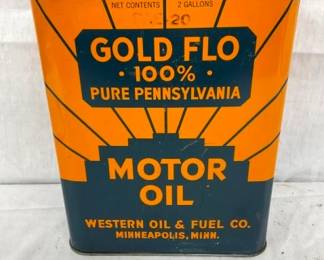 NET CONTENTS 2 GALLONS
GOLD FLO
• 100% •
PURE PENNSYLVANIA
MOTOR
OIL
WESTERN OIL & FUEL CO.
MINNEAPOLIS, MINN.